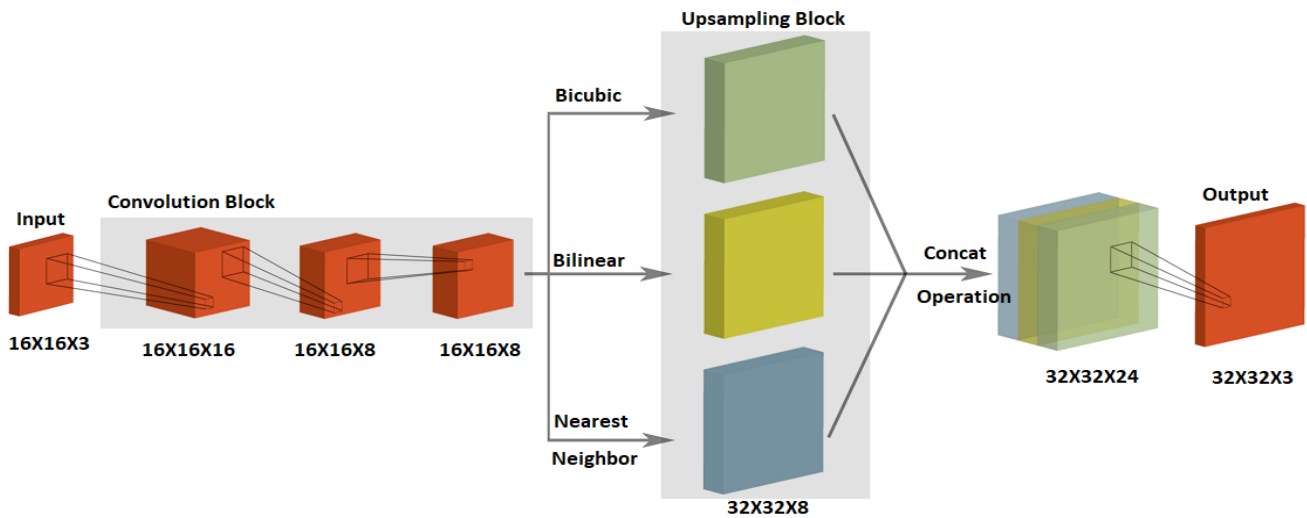 Upsampling Block
Bicubic
Convolution Block
Input
Bilinear
Concat
Operation
Output
16X16X3
16X16X16
16X16X8
16X16X8
32X32X24
32X32X3
Nearest
Neighbor
32X32X8